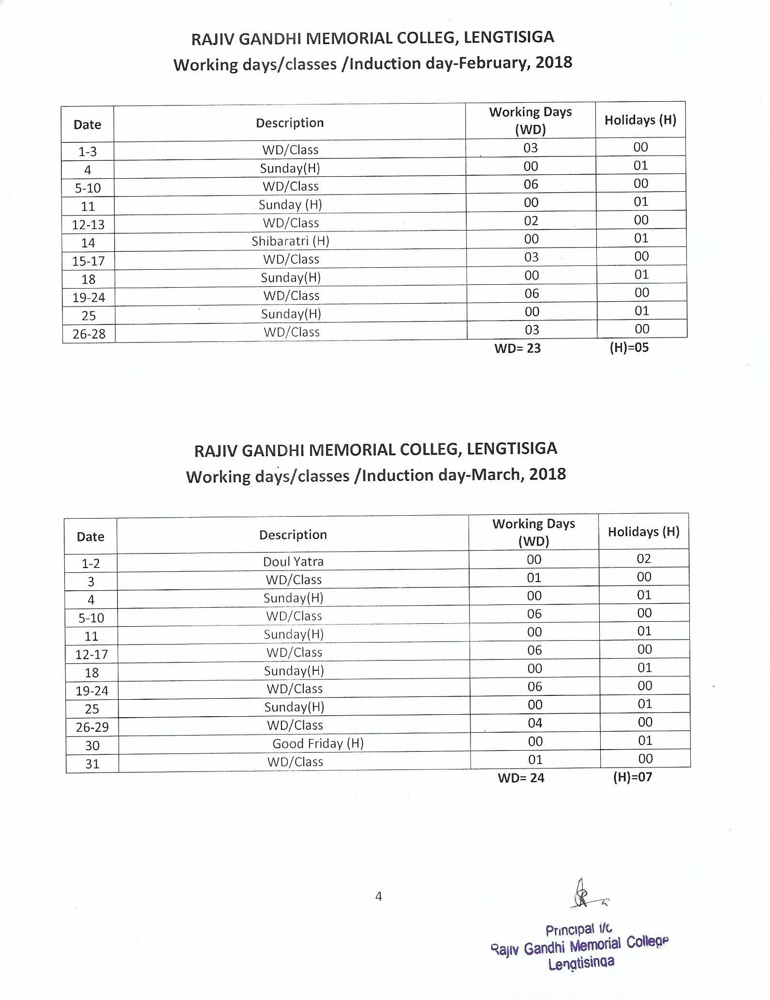 RAJIV GANDHI MEMORIAL COLLEG, LENGTISIGA
Working days/classes /Induction day-February, 2018
Date Description Working Days (WD) Holidays (H)
1-3 WD/Class 03 00
4 Sunday(H) 00 01
5-10 WD/Class 06 00
11 Sunday (H) 00 01
12-13 WD/Class 02 00
14 Shibaratri (H) 00 01
15-17 WD/Class 03 00
18 Sunday(H) 00 01
19-24 WD/Class 06 00
25 Sunday(H) 00 01
26-28 WD/Class 03 00
WD= 23 (H)=05
RAJIV GANDHI MEMORIAL COLLEG, LENGTISIGA
Working days/classes /Induction day-March, 2018
Date Description Working Days (WD) Holidays (H)
1-2 Doul Yatra 00 02
3 WD/Class 01 00
4 Sunday(H) 00 01
5-10 WD/Class 06 00
11 Sunday(H) 00 01
12-17 WD/Class 06 00
18 Sunday(H) 00 01
19-24 WD/Class 06 00
25 Sunday(H) 00 01
26-29 WD/Class 04 00
30 Good Friday (H) 00 01
31 WD/Class 01 00
WD= 24 (H)=07
4
Principal i/c
Rajiv Gandhi Memorial College
Lengtisinga